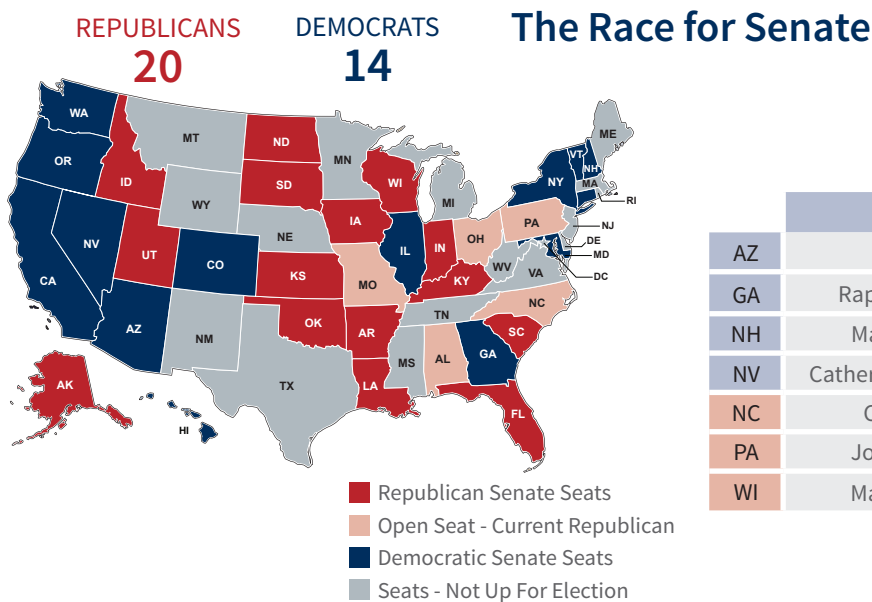 REPUBLICANS
20
DEMOCRATS
14
The Race for Senate
WA
OR
CA
NV
ID
MT
WY
UT
CO
AZ
NM
ND
SD
NE
KS
OK
TX
MN
IA
MO
AR
LA
WI
IL
MI
IN
OH
KY
TN
MS
AL
GA
FL
SC
NC
VA
WV
PA
NY
VT
NH
ME
MA
RI
NJ
DE
MD
DC
AK
HI
Republican Senate Seats
Open Seat - Current Republican
Democratic Senate Seats
Seats - Not Up For Election
AZ
GA Rap
NH Ma
NV Cather
NC C
PA Jo
WI Ma